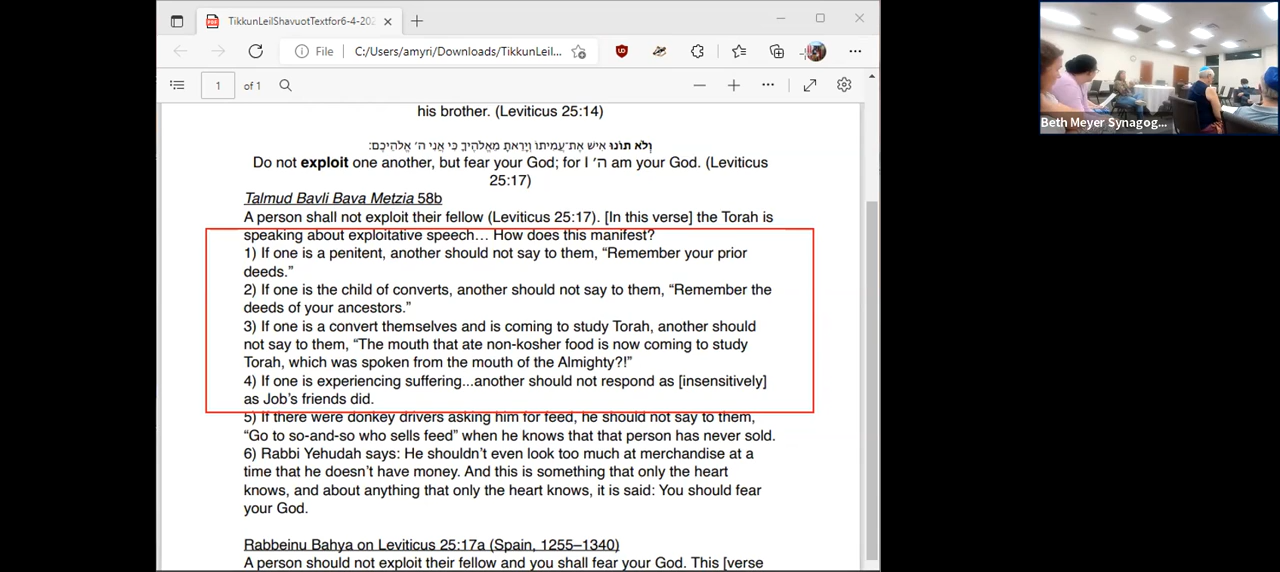 TikkunLeilShavuotTextfor6-4-202
File
C:/Users/amyri/Downloads/TikkunLeil...
1 of 1
his brother. (Leviticus 25:14)
וְלֹא תוֹנוּ אִישׁ אֶת־עֲמִיתוֹ וְיָרֵאתָ מֵאֱלֹהֶיךָ כִּי אֲנִי ה׳ אֱלֹהֵיכֶם:
Do not exploit one another, but fear your God; for I ה׳ am your God. (Leviticus
25:17)
Talmud Bavli Bava Metzia 58b
A person shall not exploit their fellow (Leviticus 25:17). [In this verse] the Torah is
speaking about exploitative speech… How does this manifest?
1) If one is a penitent, another should not say to them, “Remember your prior
deeds.”
2) If one is the child of converts, another should not say to them, “Remember the
deeds of your ancestors.”
3) If one is a convert themselves and is coming to study Torah, another should
not say to them, “The mouth that ate non-kosher food is now coming to study
Torah, which was spoken from the mouth of the Almighty?!”
4) If one is experiencing suffering...another should not respond as [insensitively]
as Job’s friends did.
5) If there were donkey drivers asking him for feed, he should not say to them,
“Go to so-and-so who sells feed” when he knows that that person has never sold.
6) Rabbi Yehudah says: He shouldn’t even look too much at merchandise at a
time that he doesn’t have money. And this is something that only the heart
knows, and about anything that only the heart knows, it is said: You should fear
your God.
Rabbeinu Bahya on Leviticus 25:17a (Spain, 1255–1340)
A person should not exploit their fellow and you shall fear your God. This [verse
Beth Meyer Synagog...